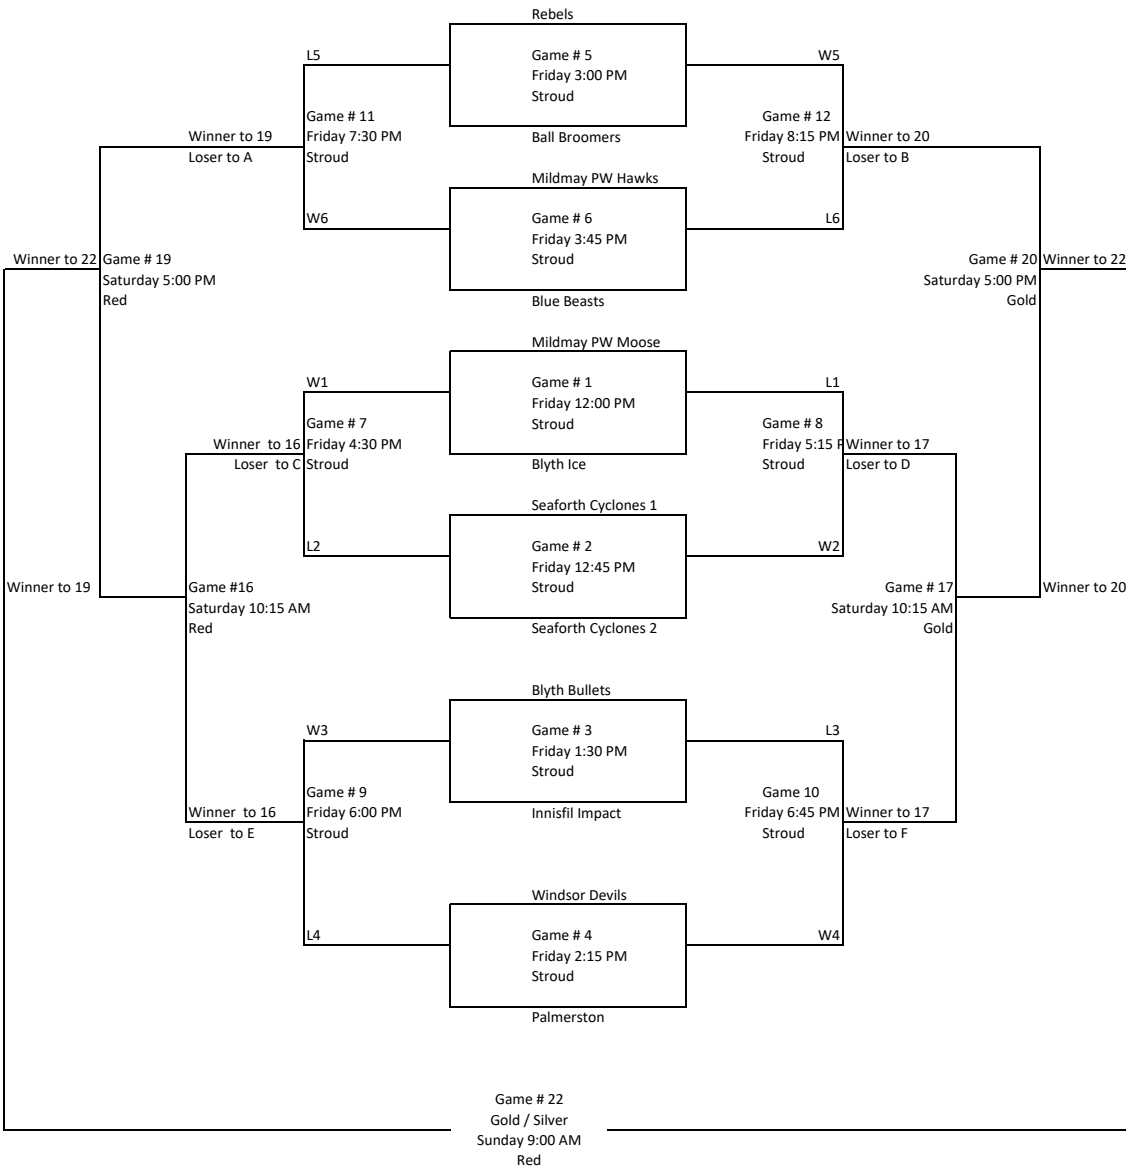 Rebels
L5
Game # 5
W5
Friday 3:00 PM
Stroud
Game # 11
Game # 12
Winner to 19
Friday 7:30 PM
Ball Broomers
Friday 8:15 PM
Winner to 20
Loser to A
Stroud
Stroud
Loser to B
Mildmay PW Hawks
W6
Game # 6
L6
Friday 3:45 PM
Stroud
Winner to 22
Game # 19
Game # 20
Winner to 22
Saturday 5:00 PM
Saturday 5:00 PM
Red
Blue Beasts
Gold
Mildmay PW Moose
W1
Game # 1
L1
Friday 12:00 PM
Game # 7
Stroud
Game # 8
Winner to 16
Friday 4:30 PM
Friday 5:15 P
Winner to 17
Loser to C
Stroud
Blyth Ice
Stroud
Loser to D
Seaforth Cyclones 1
L2
Game # 2
W2
Friday 12:45 PM
Winner to 19
Game #16
Stroud
Game # 17
Winner to 20
Saturday 10:15 AM
Saturday 10:15 AM
Red
Seaforth Cyclones 2
Gold
Blyth Bullets
W3
Game # 3
L3
Friday 1:30 PM
Stroud
Game # 9
Game 10
Winner to 16
Friday 6:00 PM
Innisfil Impact
Friday 6:45 PM
Winner to 17
Loser to E
Stroud
Stroud
Loser to F
Windsor Devils
L4
Game # 4
W4
Friday 2:15 PM
Stroud
Palmerston
Game # 22
Gold / Silver
Sunday 9:00 AM
Red